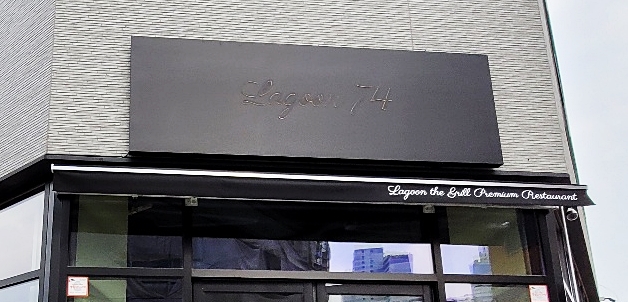 Lagoon 74
Lagoon the Grill Premium Restaurant